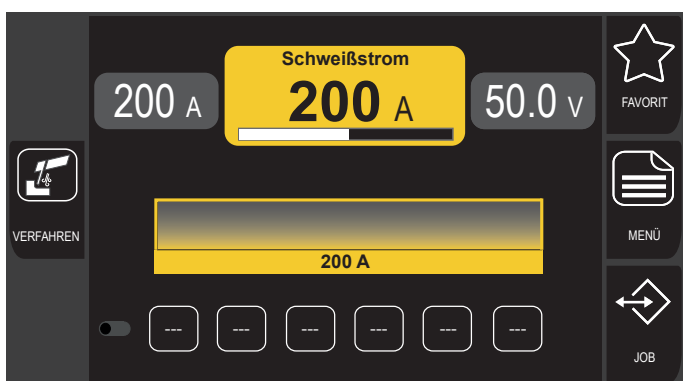 Schweißstrom
200 A
200 A
50.0 V
FAVORIT
VERFAHREN
MENÜ
200 A
--- --- --- --- --- ---
JOB